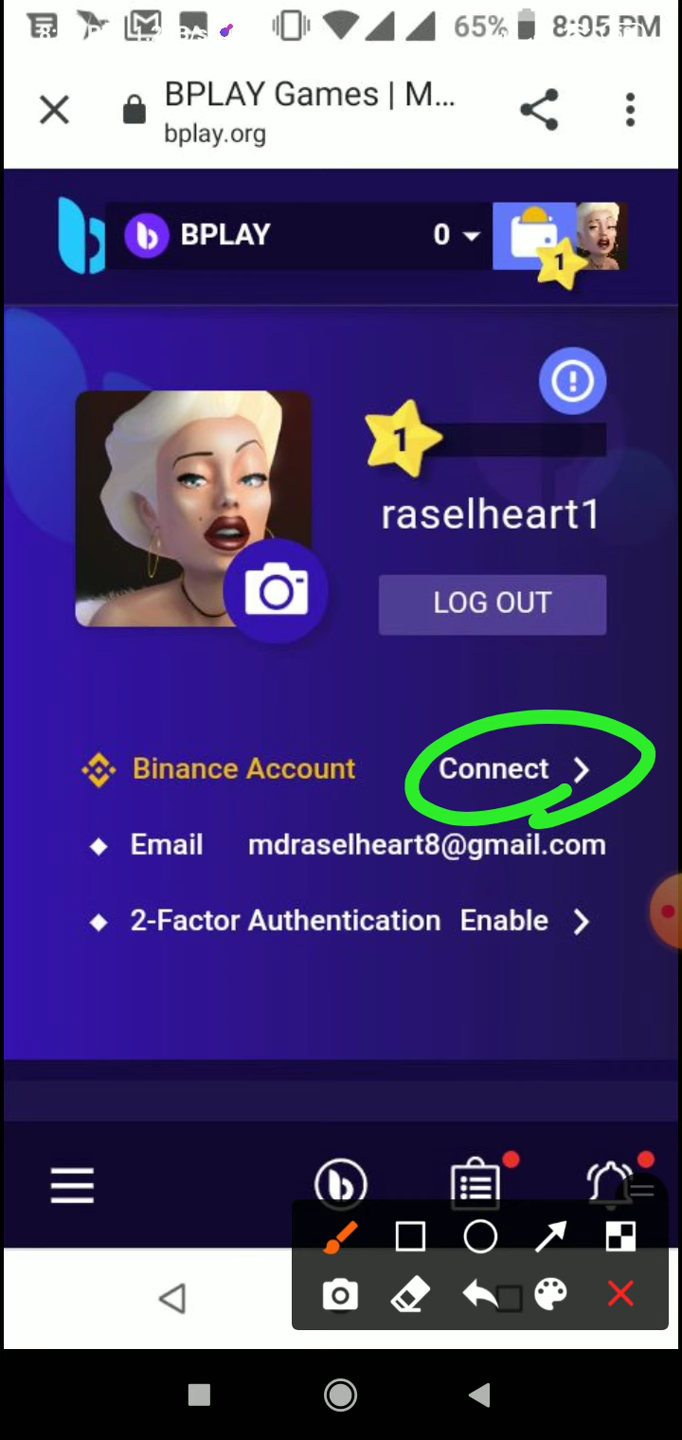 65% 8:05 PM
BPLAY Games | M...
bplay.org
BPLAY 0
1
1
raselheart1
LOG OUT
Binance Account Connect
Email mdraselheart8@gmail.com
2-Factor Authentication Enable